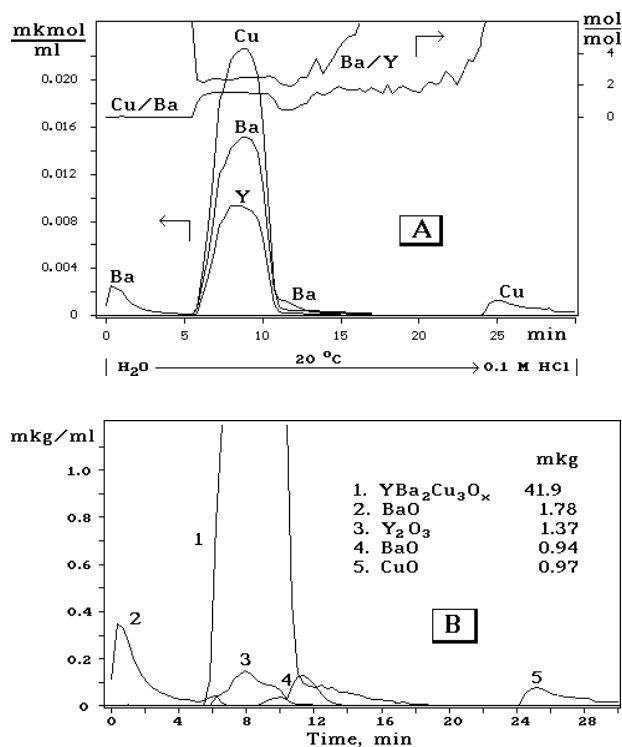 mkmol
ml
A
mol
mol
Cu
4
0.020
Ba/Y
2
Cu/Ba
0
0.016
Ba
0.012
Y
0.008
0.004
Ba
Ba
Cu
0
0 5 10 15 20 25 min
20 °C
H₂O 0.1 M HCl
B
mkg/ml
1.0
mkg
1. YBa₂Cu₃Oₓ 41.9
2. BaO 1.78
3. Y₂O₃ 1.37
4. BaO 0.94
5. CuO 0.97
0.8
1
0.6
0.4
2
0.2
3
4
5
0
0 4 8 12 16 20 24 28 min
Time, min